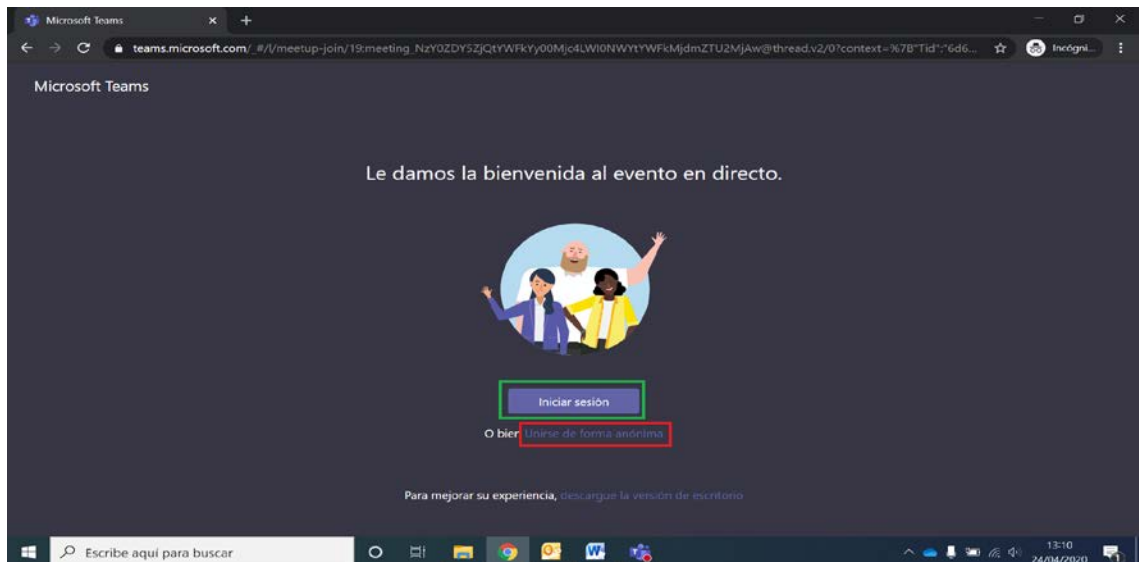 Microsoft Teams
teams.microsoft.com/_#/l/meetup-join/19:meeting_NzY0ZDY5ZjQtYWFkYy00Mjc4LWI0NWYtYWFkMjdmZTU2MjAw@thread.v2/0?context=%7B"Tid":"6d6...
Incógni...
Microsoft Teams
Le damos la bienvenida al evento en directo.
Iniciar sesión
O bien Unirse de forma anónima
Para mejorar su experiencia, descargue la versión de escritorio
Escribe aquí para buscar
13:10
24/04/2020